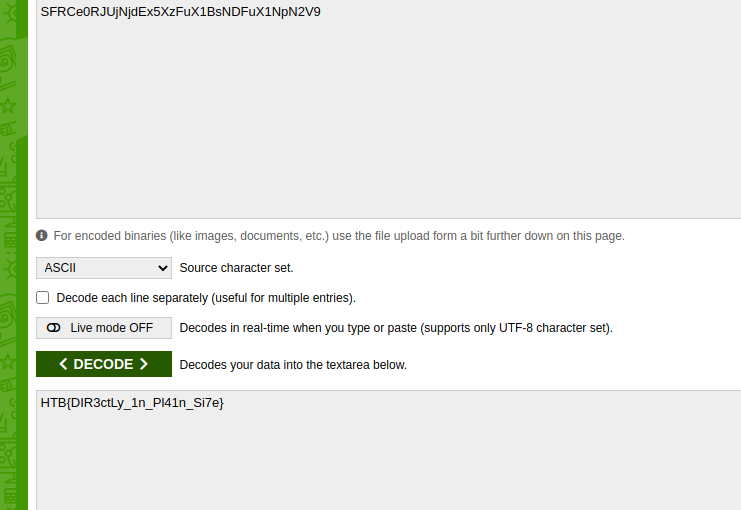 SFRCe0RJUjNjdEx5XzFuX1BsNDFuX1NpN2V9
For encoded binaries (like images, documents, etc.) use the file upload form a bit further down on this page.
ASCII Source character set.
Decode each line separately (useful for multiple entries).
Live mode OFF Decodes in real-time when you type or paste (supports only UTF-8 character set).
< DECODE > Decodes your data into the textarea below.
HTB{DIR3ctLy_1n_Pl41n_Si7e}